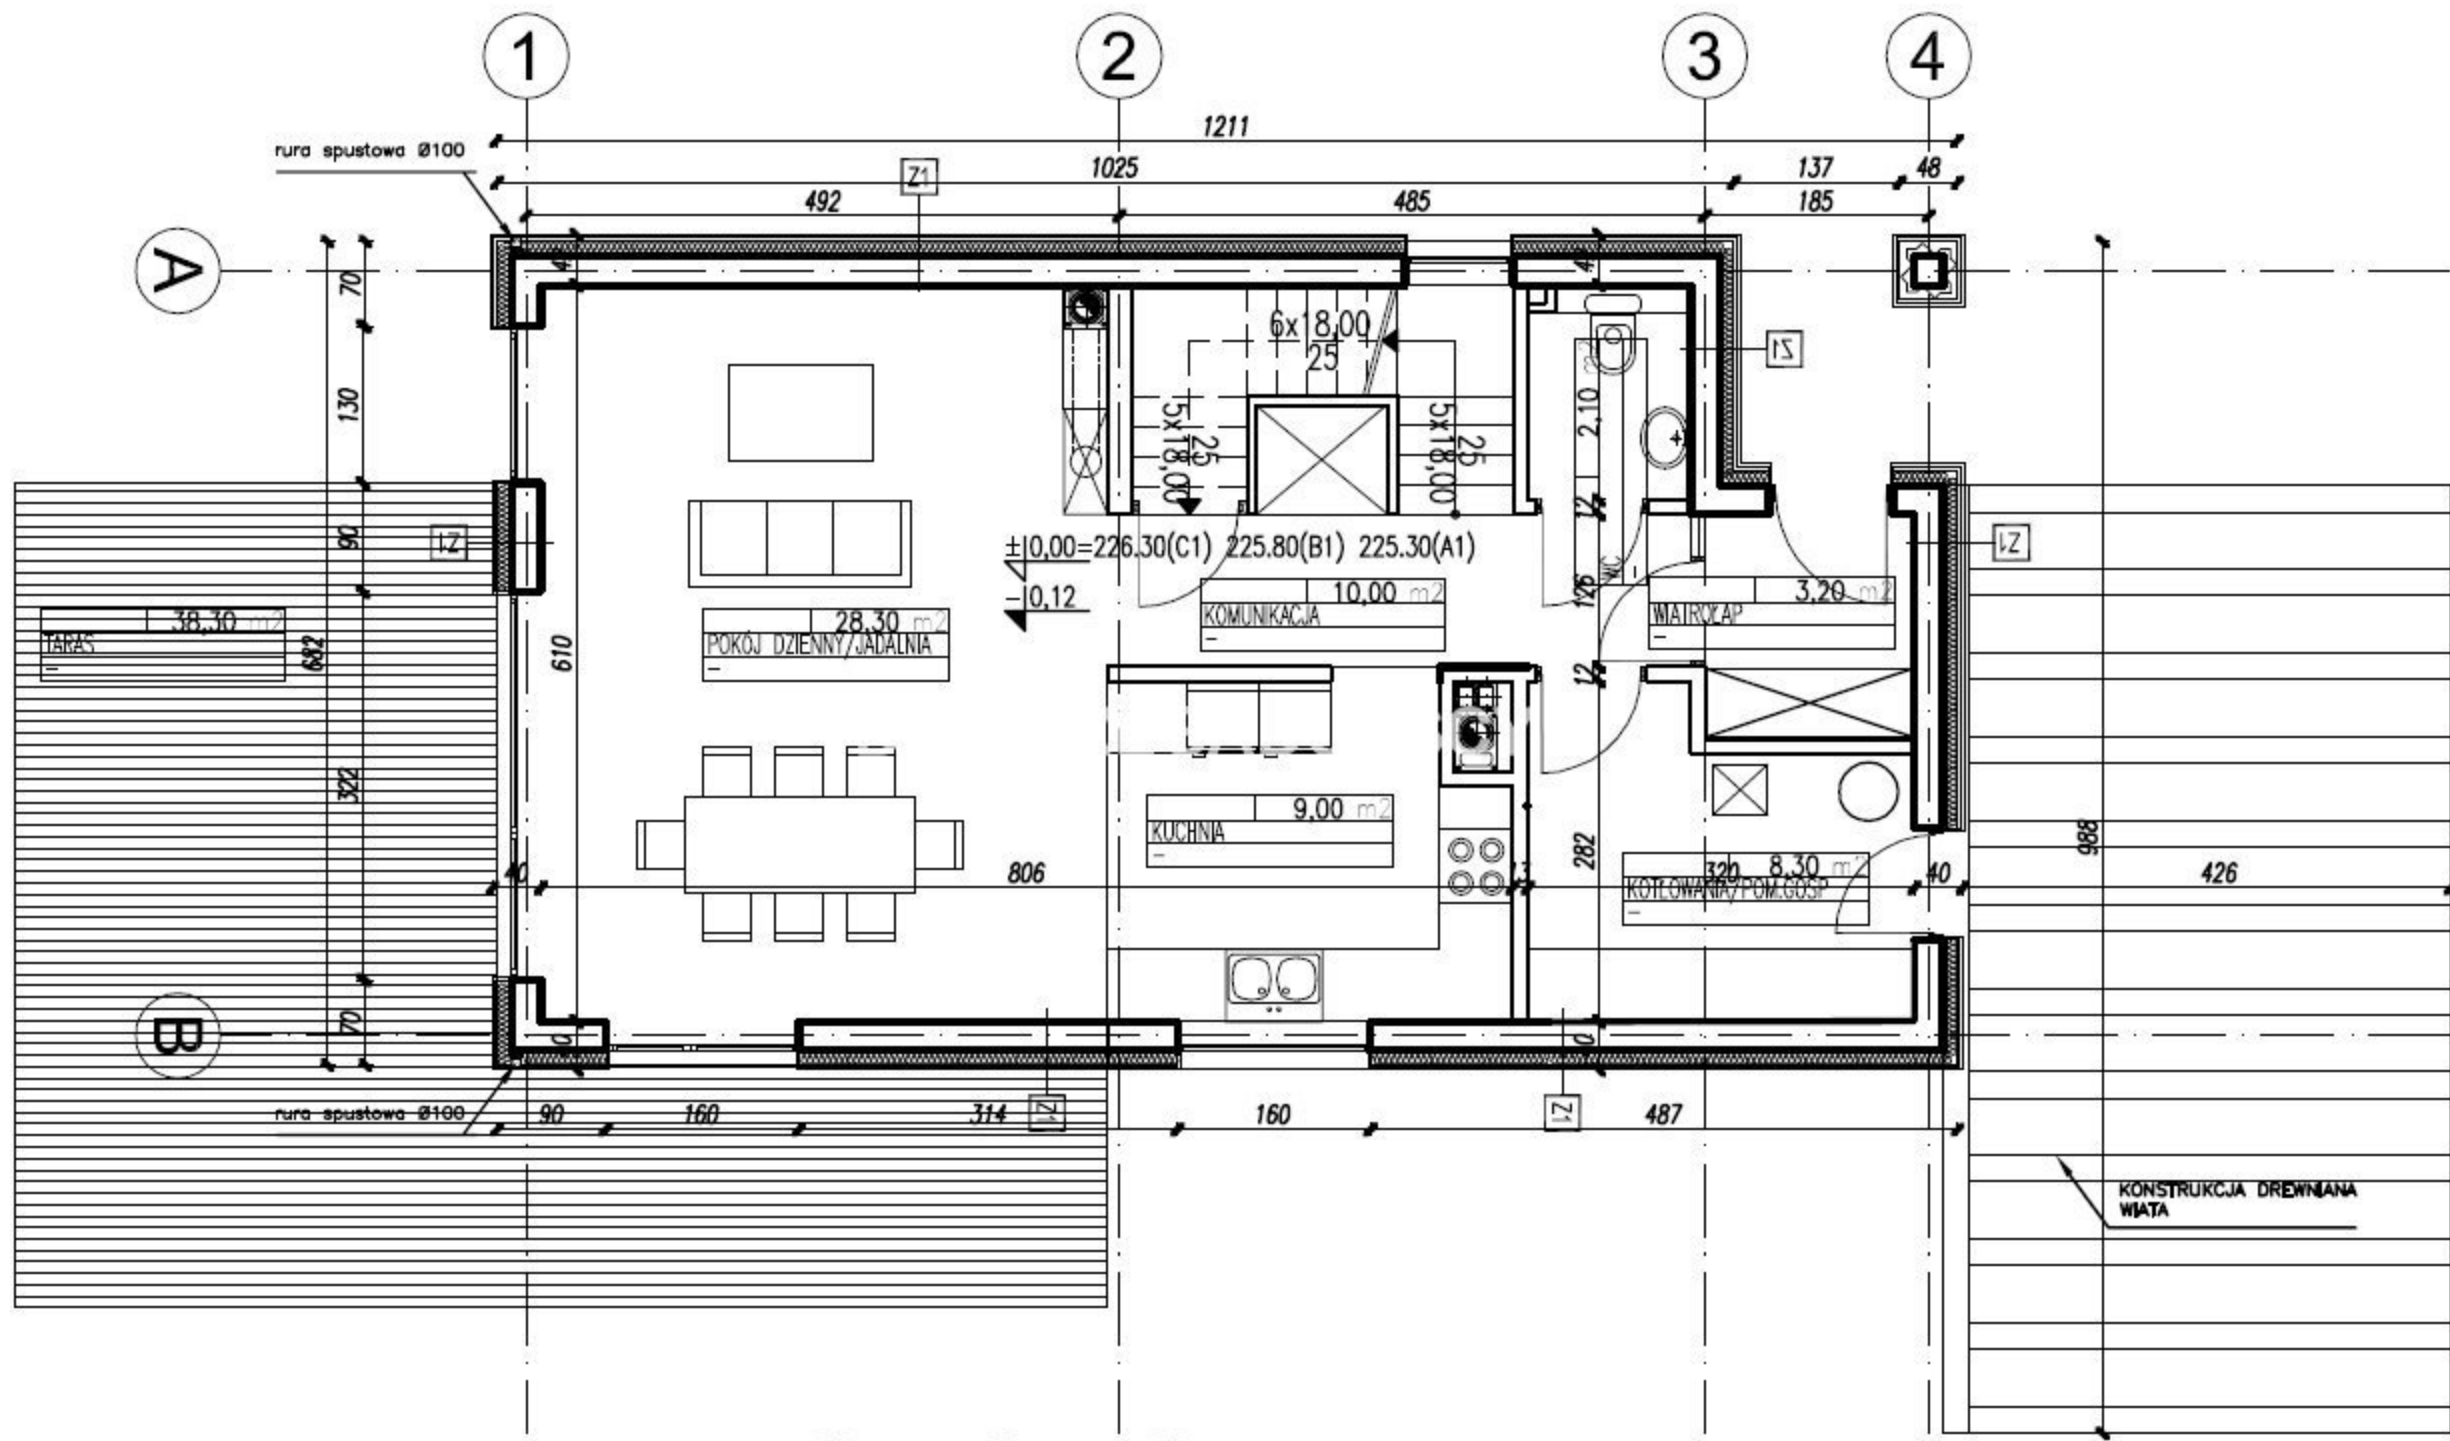 1
2
3
4
1211
rura spustowa Ø100
Z1
1025
137
48
492
485
185
A
70
6x18,00
25
Z1
130
5x18,00
25
5x18,00
25
2,10 m2
12
90
Z1
±0,00=226.30(C1) 225.80(B1) 225.30(A1)
Z1
-0,12
WC
126
38,30 m2
TARAS
–
682
610
28,30 m2
POKÓJ DZIENNY/JADALNIA
–
10,00 m2
KOMUNIKACJA
–
3,20 m2
WIATROŁAP
–
12
322
9,00 m2
KUCHNIA
–
282
988
40
806
13
320
8,30 m2
KOTŁOWANIA/POM.GOSP
–
40
426
B
70
rura spustowa Ø100
90
160
314
Z1
160
Z1
487
KONSTRUKCJA DREWNIANA
WIATA